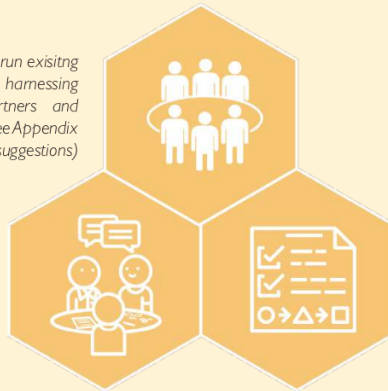 run exisitng
harnessing
rtners and
ee Appendix
suggestions)